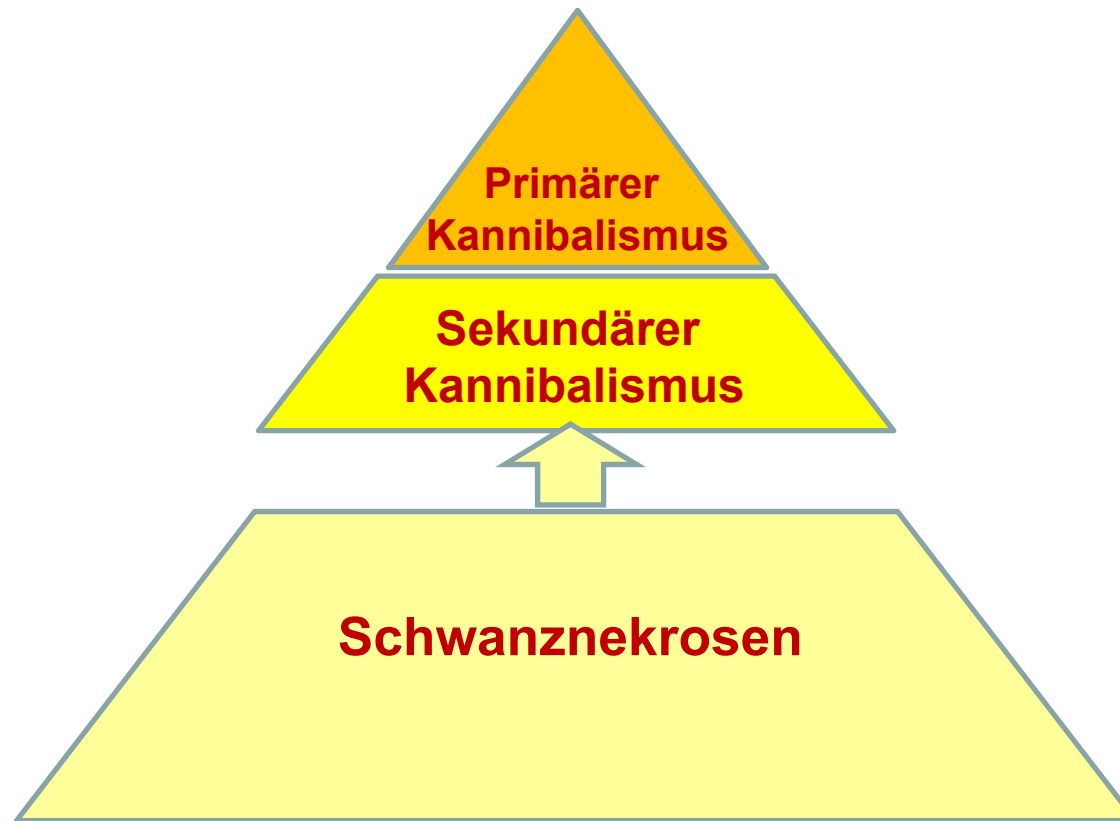 Primärer
Kannibalismus
Sekundärer
Kannibalismus
Schwanznekrosen